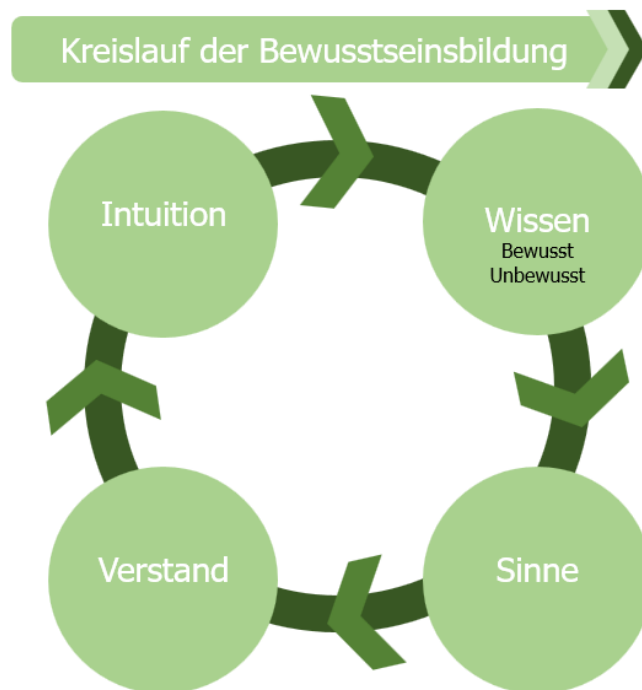 Kreislauf der Bewusstseinsbildung
Intuition
Wissen
Bewusst
Unbewusst
Verstand
Sinne